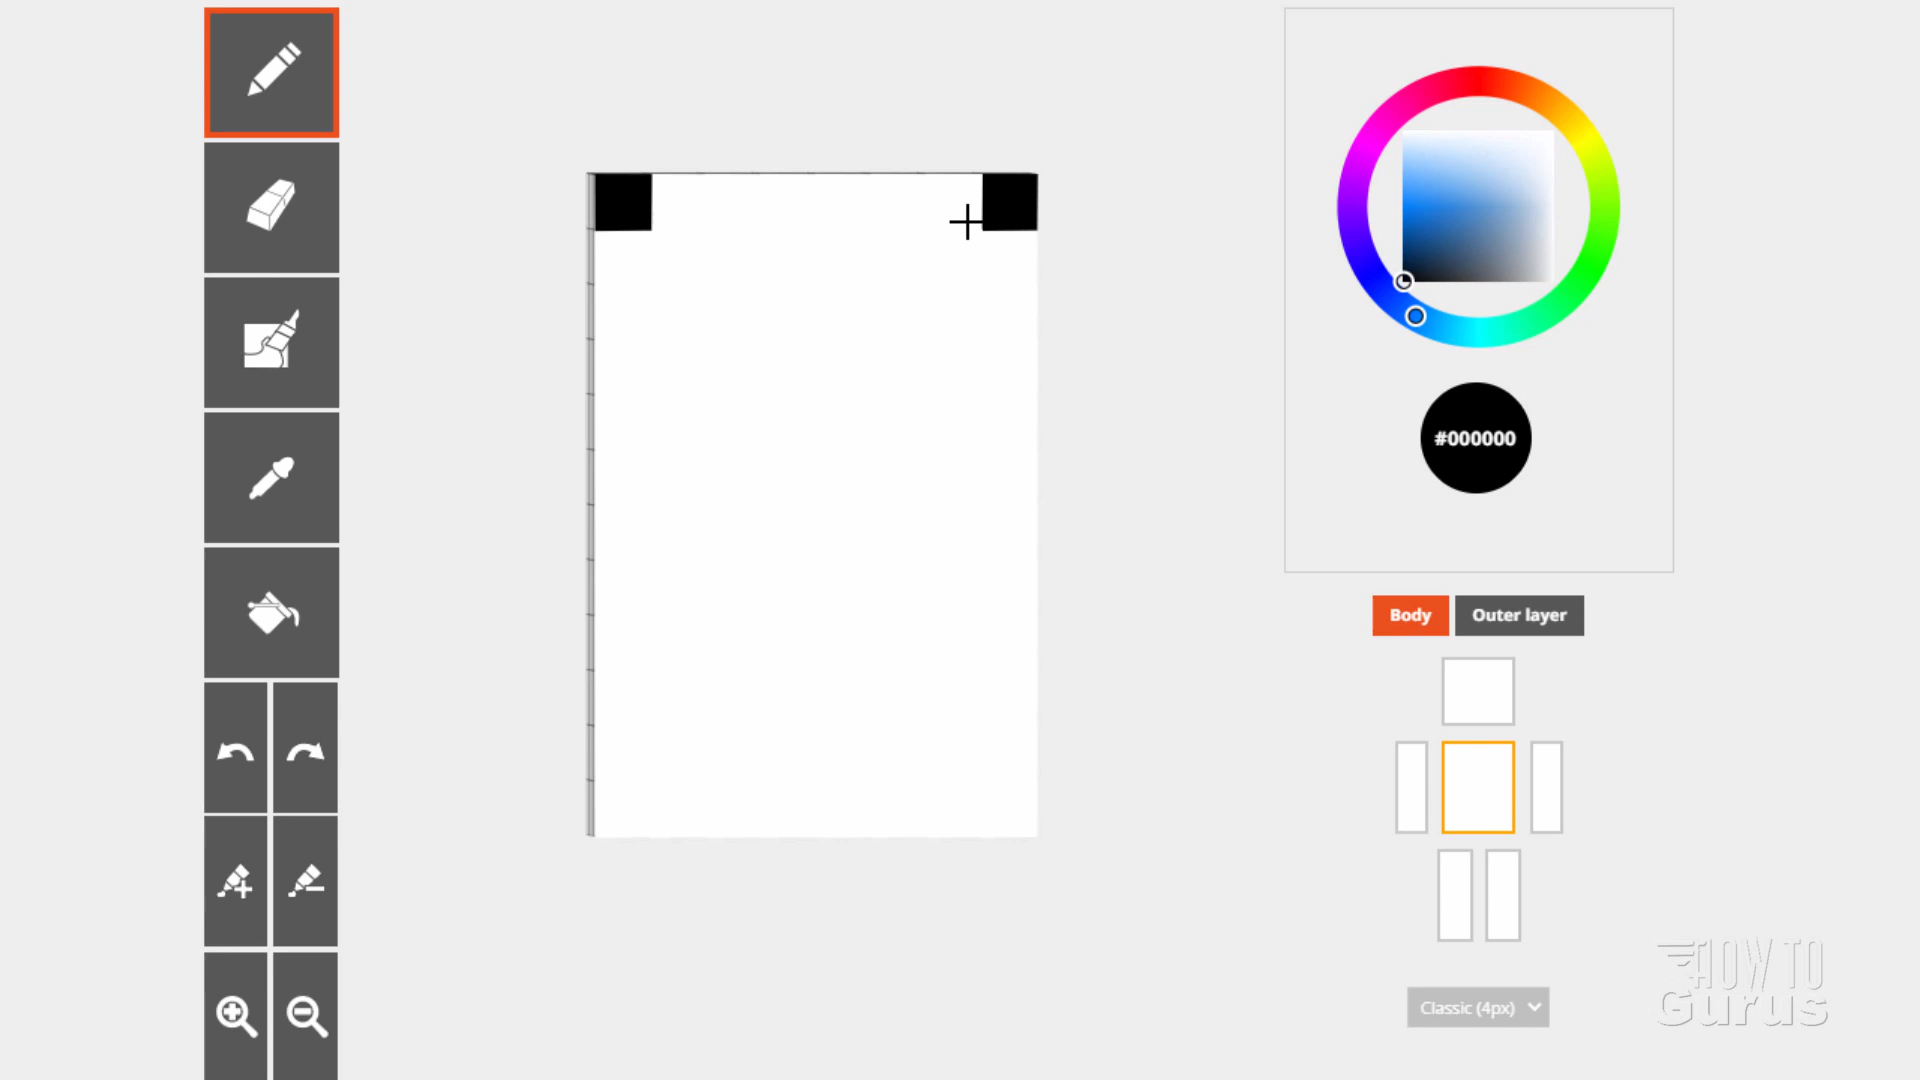 #000000
Body
Outer layer
Classic (4px)
HOW TO
Gurus